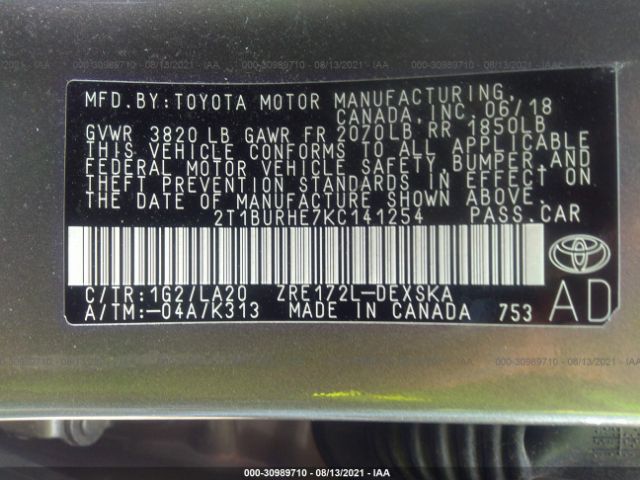 MFD.BY:TOYOTA MOTOR MANUFACTURING,
CANADA, INC. 06/18
GVWR 3820 LB GAWR FR 2070LB RR 1850LB
THIS VEHICLE CONFORMS TO ALL APPLICABLE
FEDERAL MOTOR VEHICLE SAFETY, BUMPER, AND
THEFT PREVENTION STANDARDS IN EFFECT ON
THE DATE OF MANUFACTURE SHOWN ABOVE.
2T1BURHE7KC141254 PASS.CAR
C/TR:1G2/LA20 ZRE172L-DEXSKA
A/TM:-04A/K313 MADE IN CANADA 753
AD
000-30989710 - 08/13/2021 - IAA